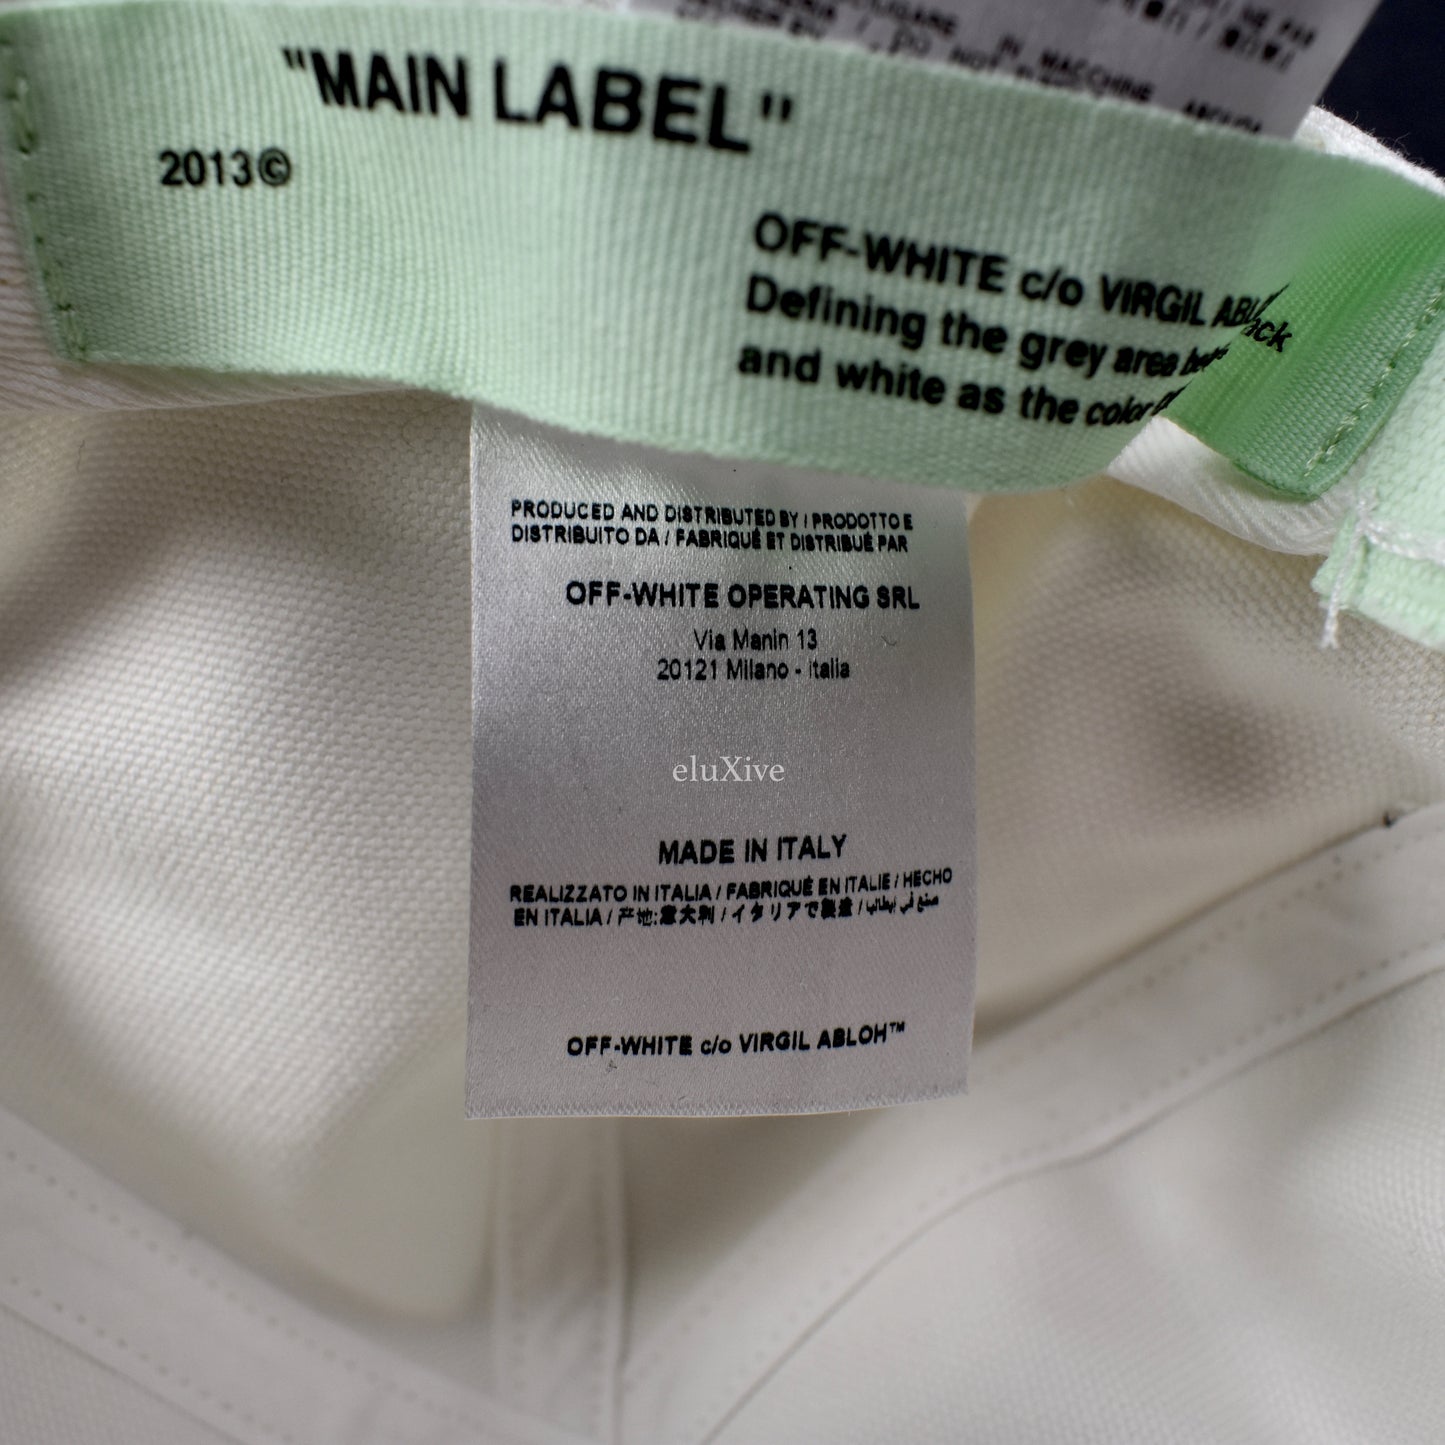 "MAIN LABEL"
2013©
OFF-WHITE c/o VIRGIL
Defining the grey area
and white as the color
PRODUCED AND DISTRIBUTED BY / PRODOTTO E
DISTRIBUITO DA / FABRIQUÉ ET DISTRIBUÉ PAR
OFF-WHITE OPERATING SRL
Via Manin 13
20121 Milano - Italia
eluXive
MADE IN ITALY
REALIZZATO IN ITALIA / FABRIQUÉ EN ITALIE / HECHO
EN ITALIA / 产地:意大利 / イタリアで製造 / صنع في إيطاليا
OFF-WHITE c/o VIRGIL ABLOH™